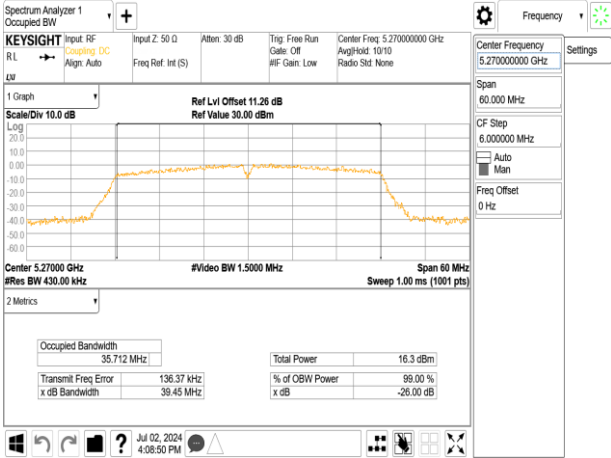 Spectrum Analyzer 1
Occupied BW
Frequency
KEYSIGHT
Input: RF
Input Z: 50 Ω
Atten: 30 dB
Trig: Free Run
Center Freq: 5.270000000 GHz
RL
Coupling: DC
Gate: Off
Avg|Hold: 10/10
Align: Auto
Freq Ref: Int (S)
#IF Gain: Low
Radio Std: None
LXI
Center Frequency
5.27000000 GHz
Settings
Span
60.000 MHz
CF Step
6.000000 MHz
Auto
Man
Freq Offset
0 Hz
1 Graph
Ref Lvl Offset 11.26 dB
Scale/Div 10.0 dB
Ref Value 30.00 dBm
Log
20.0
10.0
0.00
-10.0
-20.0
-30.0
-40.0
-50.0
-60.0
Center 5.27000 GHz
#Video BW 1.5000 MHz
Span 60 MHz
#Res BW 430.00 kHz
Sweep 1.00 ms (1001 pts)
2 Metrics
Occupied Bandwidth
35.712 MHz
Total Power
16.3 dBm
Transmit Freq Error
136.37 kHz
% of OBW Power
99.00 %
x dB Bandwidth
39.45 MHz
x dB
-26.00 dB
?
Jul 02, 2024
4:08:50 PM